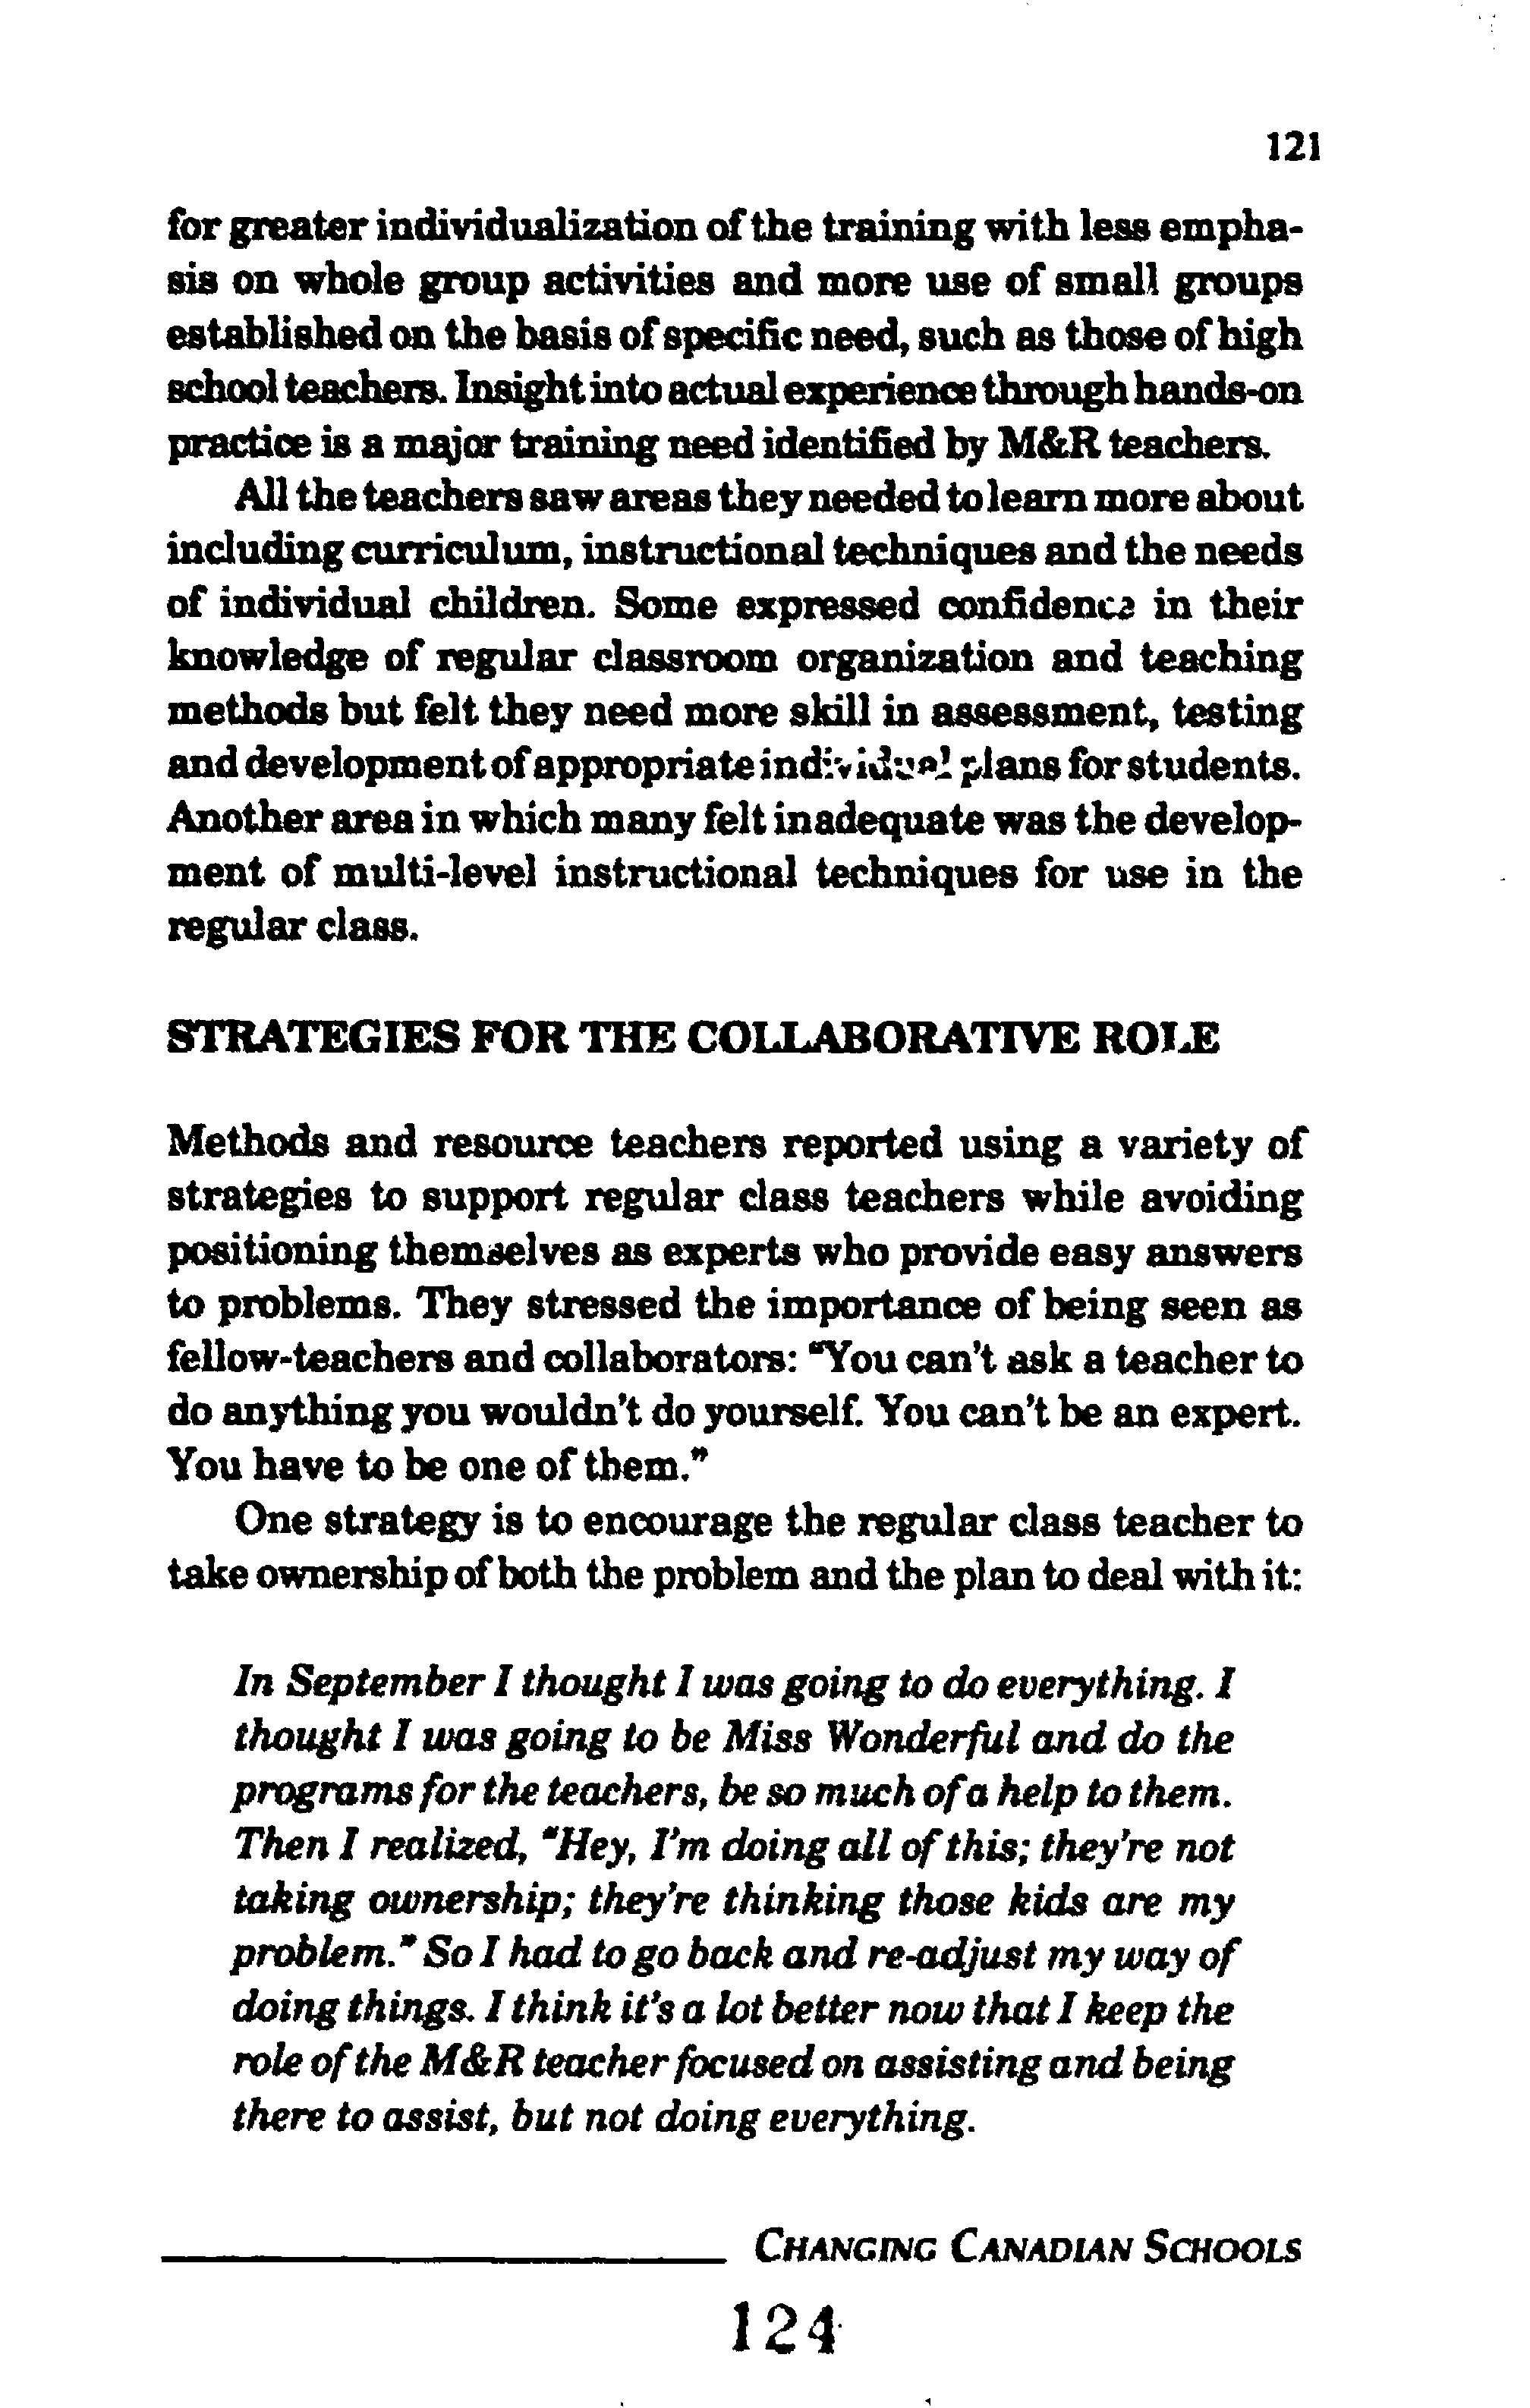 121
for greater individualization of the training with less empha-
sis on whole group activities and more use of small groups
established on the basis of specific need, such as those of high
school teachers. Insight into actual experience through hands-on
practice is a major training need identified by M&R teachers.
All the teachers saw areas they needed to learn more about
including curriculum, instructional techniques and the needs
of individual children. Some expressed confidence in their
knowledge of regular classroom organization and teaching
methods but felt they need more skill in assessment, testing
and development of appropriate individual plans for students.
Another area in which many felt inadequate was the develop-
ment of multi-level instructional techniques for use in the
regular class.
STRATEGIES FOR THE COLLABORATIVE ROLE
Methods and resource teachers reported using a variety of
strategies to support regular class teachers while avoiding
positioning themselves as experts who provide easy answers
to problems. They stressed the importance of being seen as
fellow-teachers and collaborators: "You can't ask a teacher to
do anything you wouldn't do yourself. You can't be an expert.
You have to be one of them."
One strategy is to encourage the regular class teacher to
take ownership of both the problem and the plan to deal with it:
In September I thought I was going to do everything. I
thought I was going to be Miss Wonderful and do the
programs for the teachers, be so much of a help to them.
Then I realized, "Hey, I'm doing all of this; they're not
taking ownership; they're thinking those kids are my
problem." So I had to go back and re-adjust my way of
doing things. I think it's a lot better now that I keep the
role of the M&R teacher focused on assisting and being
there to assist, but not doing everything.
CHANGING CANADIAN SCHOOLS
124